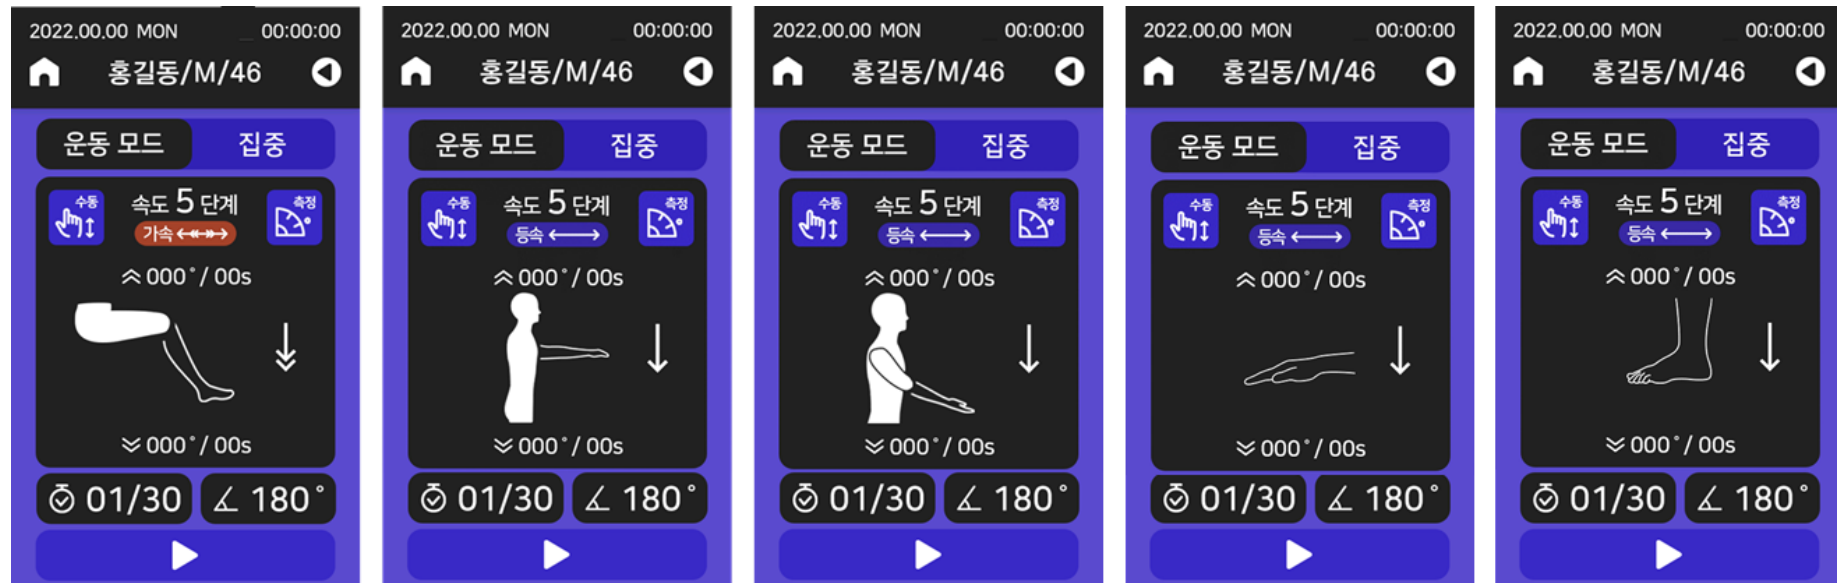 2022.00.00 MON 00:00:00
홍길동/M/46
운동 모드 집중
수동 속도 5 단계 측정
가속
000°/ 00s
000°/ 00s
01/30 180°
2022.00.00 MON 00:00:00
홍길동/M/46
운동 모드 집중
수동 속도 5 단계 측정
등속
000°/ 00s
000°/ 00s
01/30 180°
2022.00.00 MON 00:00:00
홍길동/M/46
운동 모드 집중
수동 속도 5 단계 측정
등속
000°/ 00s
000°/ 00s
01/30 180°
2022.00.00 MON 00:00:00
홍길동/M/46
운동 모드 집중
수동 속도 5 단계 측정
등속
000°/ 00s
000°/ 00s
01/30 180°
2022.00.00 MON 00:00:00
홍길동/M/46
운동 모드 집중
수동 속도 5 단계 측정
등속
000°/ 00s
000°/ 00s
01/30 180°